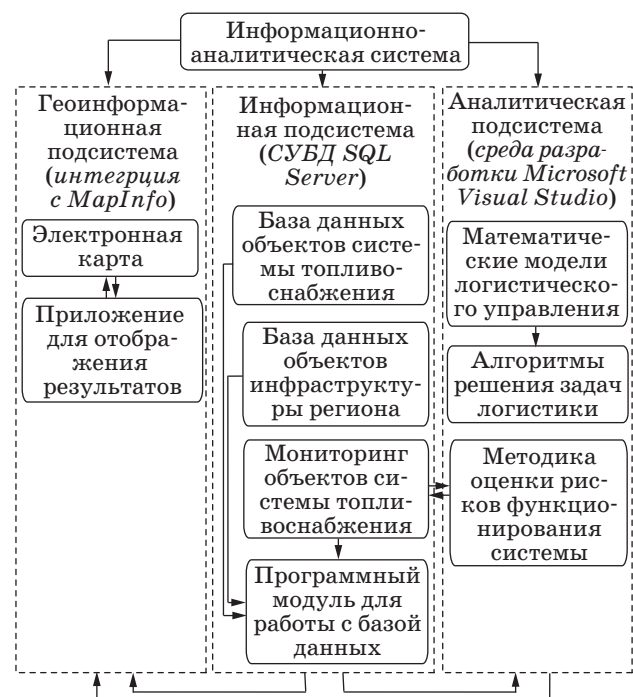 Информационно-
аналитическая система
Геоинформа-
ционная
подсистема
(интегрция
с MapInfo)
Электронная
карта
Приложение
для отобра-
жения
результатов
Информацион-
ная подсистема
(СУБД SQL
Server)
База данных
объектов систе-
мы топливо-
снабжения
База данных
объектов
инфраструкту-
ры региона
Мониторинг
объектов си-
стемы топли-
воснабжения
Программный
модуль для
работы с базой
данных
Аналитическая
подсистема
(среда разра-
ботки Microsoft
Visual Studio)
Математиче-
ские модели
логистическо-
го управления
Алгоритмы
решения задач
логистики
Методика
оценки рис-
ков функцио-
нирования
системы